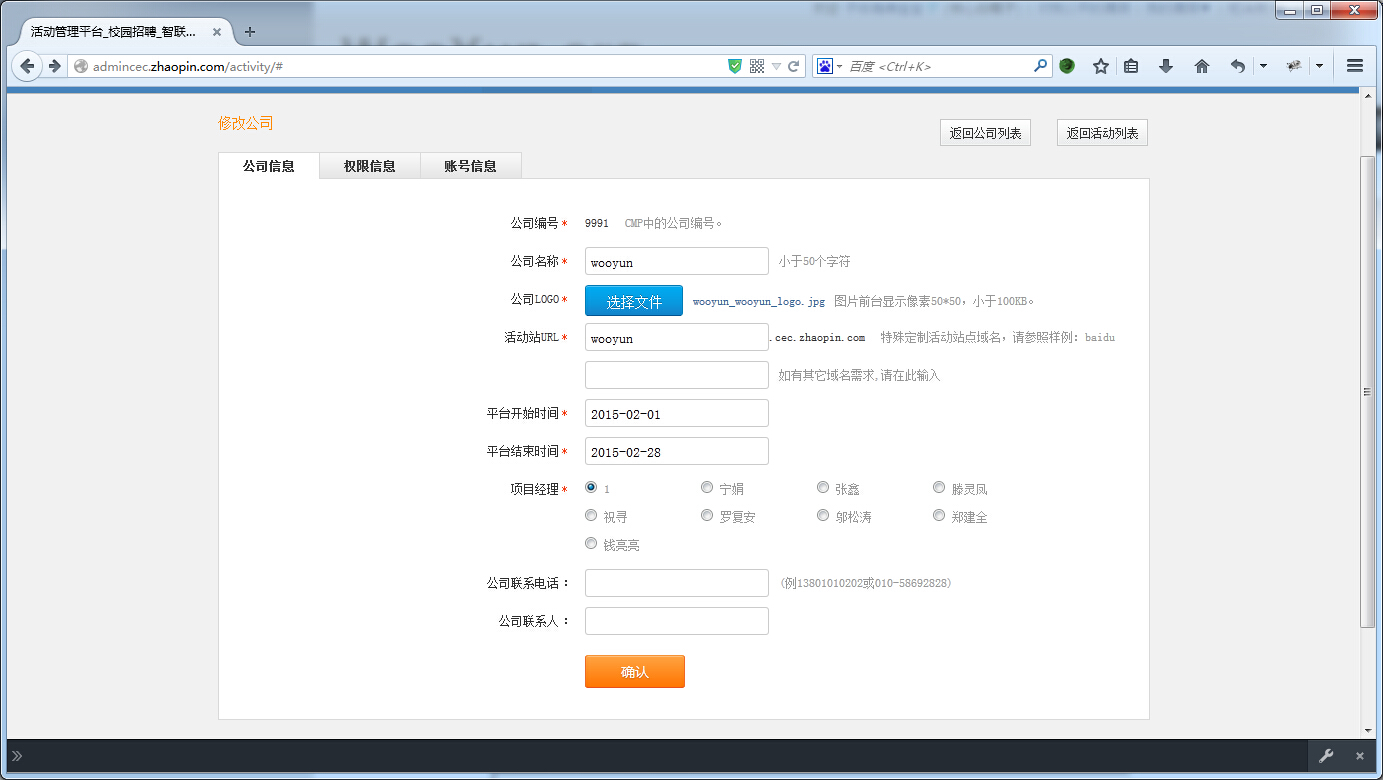 活动管理平台_校园招聘_智联...
admincec.zhaopin.com/activity/#
百度 <Ctrl+K>
修改公司
返回公司列表 返回活动列表
公司信息 权限信息 账号信息
公司编号* 9991 CMP中的公司编号。
公司名称* wooyun 小于50个字符
公司LOGO* 选择文件 wooyun_wooyun_logo.jpg 图片前台显示像素50*50，小于100KB。
活动站URL* wooyun .cec.zhaopin.com 特殊定制活动站点域名，请参照样例：baidu
如有其它域名需求,请在此输入
平台开始时间* 2015-02-01
平台结束时间* 2015-02-28
项目经理* 1 宁娟 张鑫 滕灵凤
祝寻 罗复安 邬松涛 郑建全
钱亮亮
公司联系电话： (例13801010202或010-58692828)
公司联系人：
确认